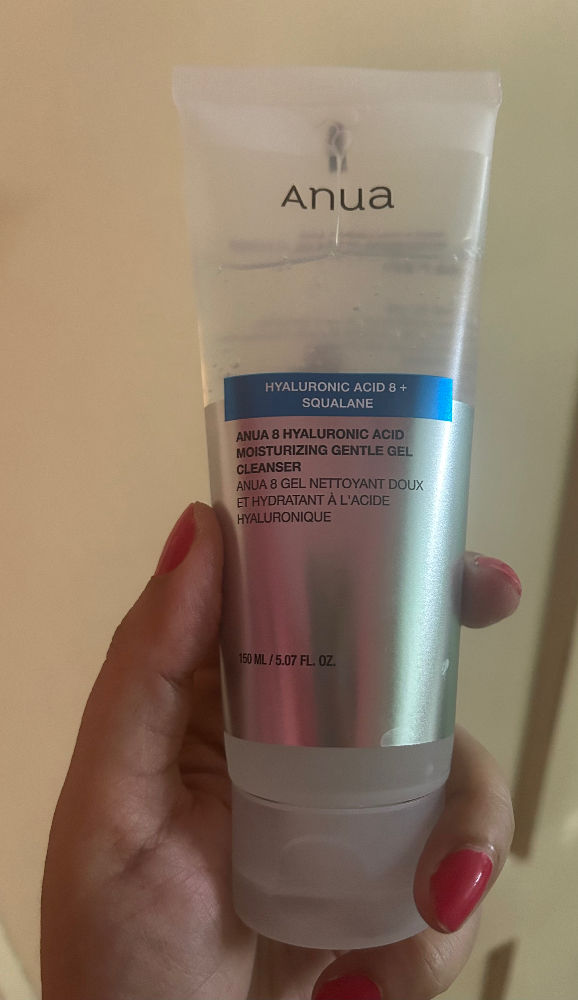 Anua
HYALURONIC ACID 8 +
SQUALANE
ANUA 8 HYALURONIC ACID
MOISTURIZING GENTLE GEL
CLEANSER
ANUA 8 GEL NETTOYANT DOUX
ET HYDRATANT À L'ACIDE
HYALURONIQUE
150 ML / 5.07 FL. OZ.